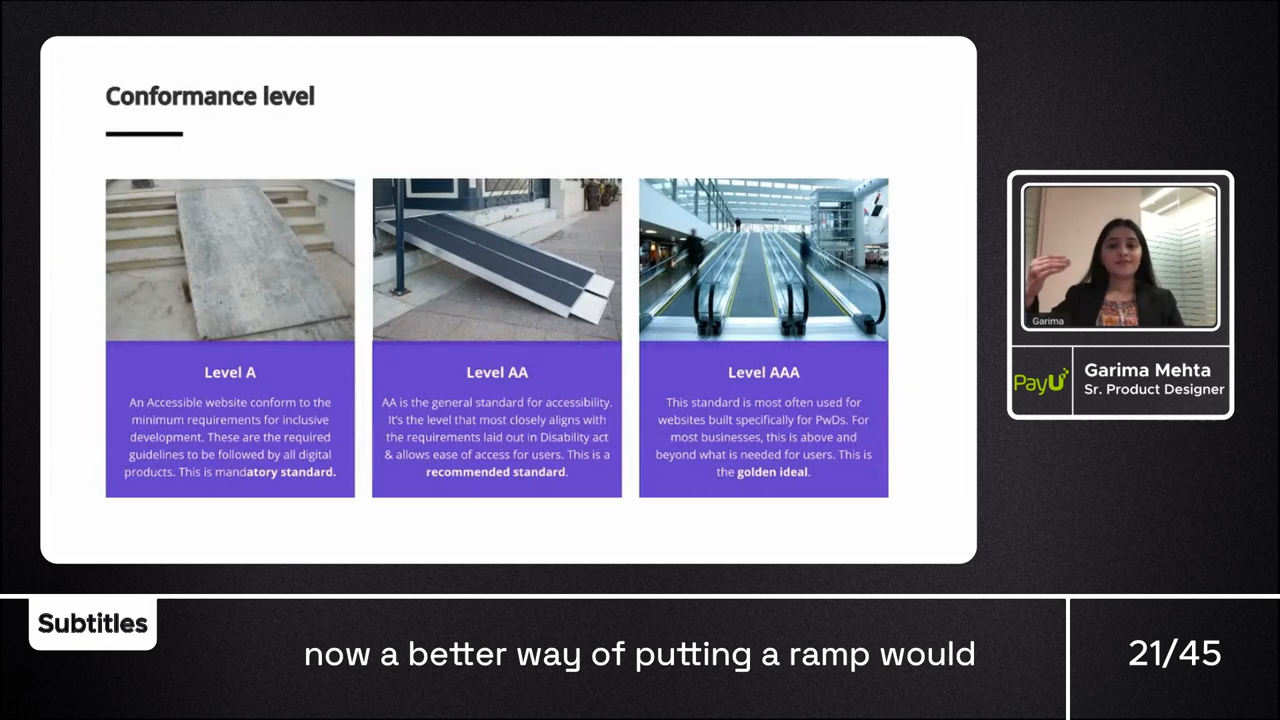 Conformance level
Level A
An Accessible website conform to the
minimum requirements for inclusive
development. These are the required
guidelines to be followed by all digital
products. This is mandatory standard.
Level AA
AA is the general standard for accessibility.
It's the level that most closely aligns with
the requirements laid out in Disability act
& allows ease of access for users. This is a
recommended standard.
Level AAA
This standard is most often used for
websites built specifically for PwDs. For
most businesses, this is above and
beyond what is needed for users. This is
the golden ideal.
Garima
PayU
Garima Mehta
Sr. Product Designer
Subtitles
now a better way of putting a ramp would
21/45